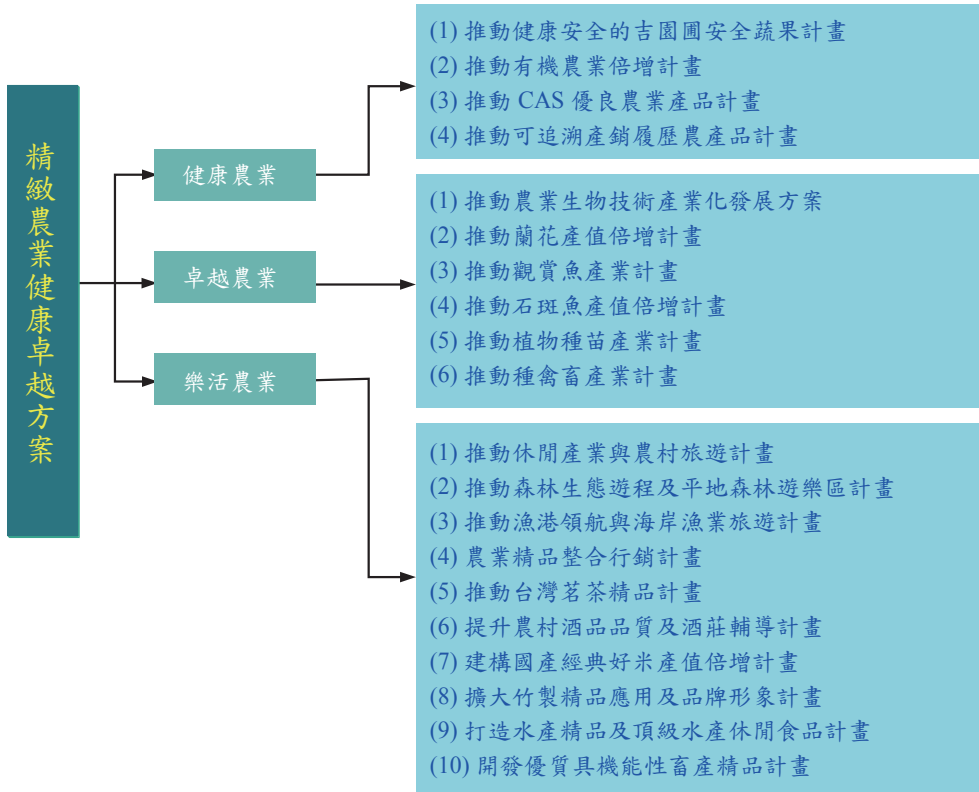 精緻農業健康卓越方案
健康農業
(1) 推動健康安全的吉園圃安全蔬果計畫
(2) 推動有機農業倍增計畫
(3) 推動 CAS 優良農業產品計畫
(4) 推動可追溯產銷履歷農產品計畫
卓越農業
(1) 推動農業生物技術產業化發展方案
(2) 推動蘭花產值倍增計畫
(3) 推動觀賞魚產業計畫
(4) 推動石斑魚產值倍增計畫
(5) 推動植物種苗產業計畫
(6) 推動種禽畜產業計畫
樂活農業
(1) 推動休閒產業與農村旅遊計畫
(2) 推動森林生態遊程及平地森林遊樂區計畫
(3) 推動漁港領航與海岸漁業旅遊計畫
(4) 農業精品整合行銷計畫
(5) 推動台灣茗茶精品計畫
(6) 提升農村酒品品質及酒莊輔導計畫
(7) 建構國產經典好米產值倍增計畫
(8) 擴大竹製精品應用及品牌形象計畫
(9) 打造水產精品及頂級水產休閒食品計畫
(10) 開發優質具機能性畜產精品計畫